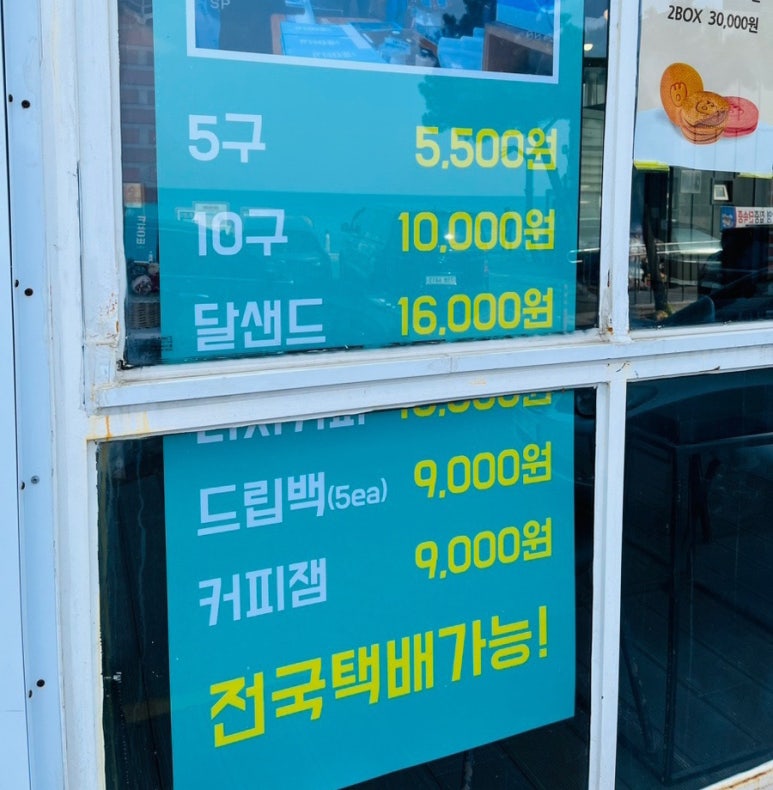 SP
5구 5,500원
10구 10,000원
달샌드 16,000원
드립백(5ea) 9,000원
커피잼 9,000원
전국택배가능!
2BOX 30,000원